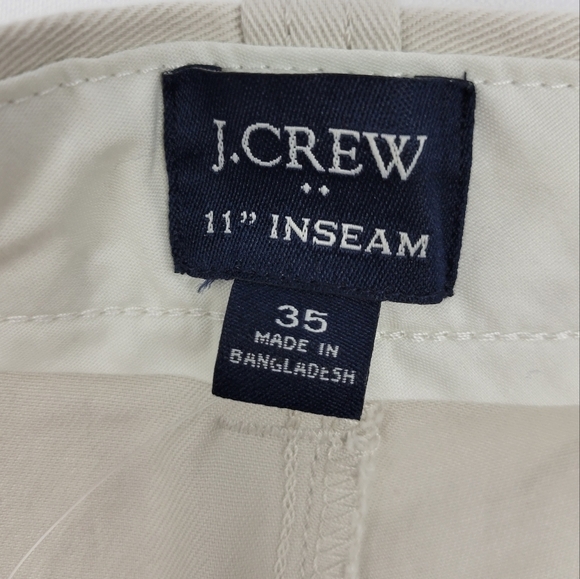 J.CREW
11" INSEAM
35
MADE IN
BANGLADESH